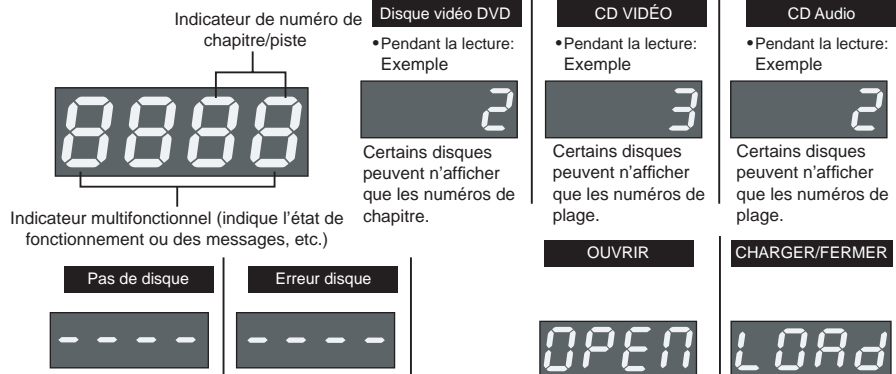 Indicateur de numéro de
chapitre/piste
8888
Indicateur multifonctionnel (indique l'état de
fonctionnement ou des messages, etc.)
Disque vidéo DVD
•Pendant la lecture:
Exemple
2
Certains disques
peuvent n'afficher
que les numéros de
chapitre.
CD VIDÉO
•Pendant la lecture:
Exemple
3
Certains disques
peuvent n'afficher
que les numéros de
plage.
CD Audio
•Pendant la lecture:
Exemple
2
Certains disques
peuvent n'afficher
que les numéros de
plage.
Pas de disque
- - - -
Erreur disque
- - - -
OUVRIR
OPEN
CHARGER/FERMER
LOAd